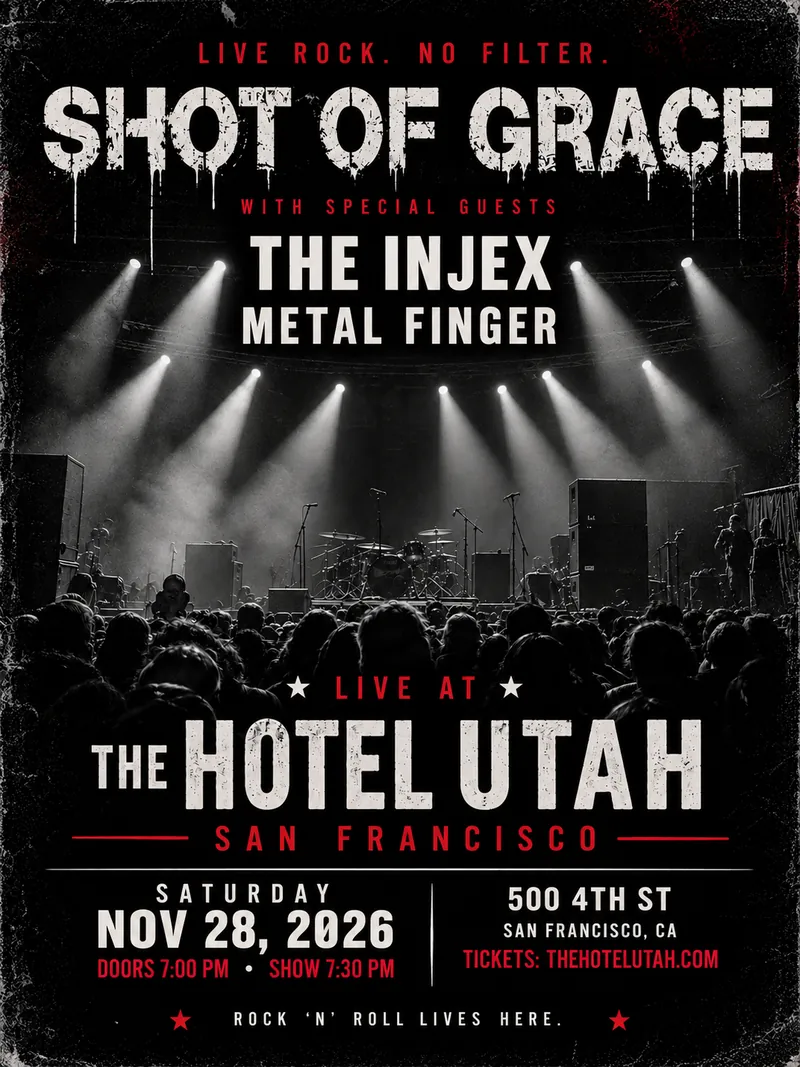 LIVE ROCK. NO FILTER.
SHOT OF GRACE
WITH SPECIAL GUESTS
THE INJEX
METAL FINGER
★ LIVE AT ★
THE HOTEL UTAH
SAN FRANCISCO
SATURDAY
NOV 28, 2026
DOORS 7:00 PM • SHOW 7:30 PM
500 4TH ST
SAN FRANCISCO, CA
TICKETS: THEHOTELUTAH.COM
★ ROCK ‘N’ ROLL LIVES HERE. ★